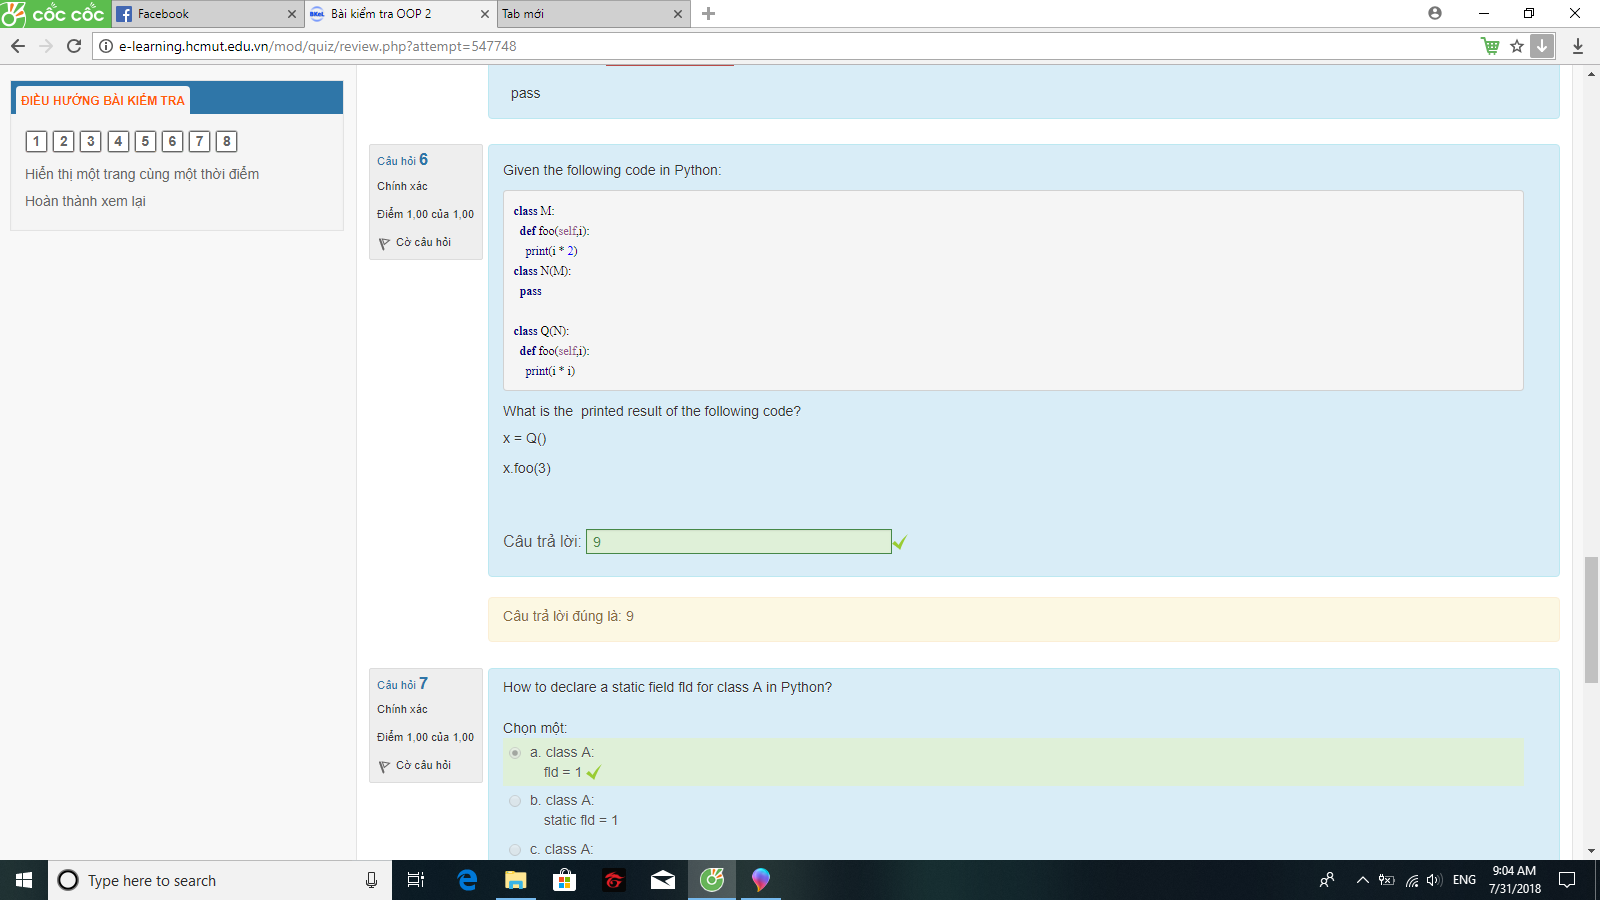 cốc cốc
Facebook
Bài kiểm tra OOP 2
Tab mới
e-learning.hcmut.edu.vn/mod/quiz/review.php?attempt=547748
ĐIỀU HƯỚNG BÀI KIỂM TRA
1 2 3 4 5 6 7 8
Hiển thị một trang cùng một thời điểm
Hoàn thành xem lại
pass
Câu hỏi 6
Chính xác
Điểm 1,00 của 1,00
Cờ câu hỏi
Given the following code in Python:
class M:
def foo(self,i):
print(i * 2)
class N(M):
pass
class Q(N):
def foo(self,i):
print(i * i)
What is the  printed result of the following code?
x = Q()
x.foo(3)
Câu trả lời: 9
Câu trả lời đúng là: 9
Câu hỏi 7
Chính xác
Điểm 1,00 của 1,00
Cờ câu hỏi
How to declare a static field fld for class A in Python?
Chọn một:
a. class A:
fld = 1
b. class A:
static fld = 1
c. class A:
Type here to search
ENG
9:04 AM
7/31/2018